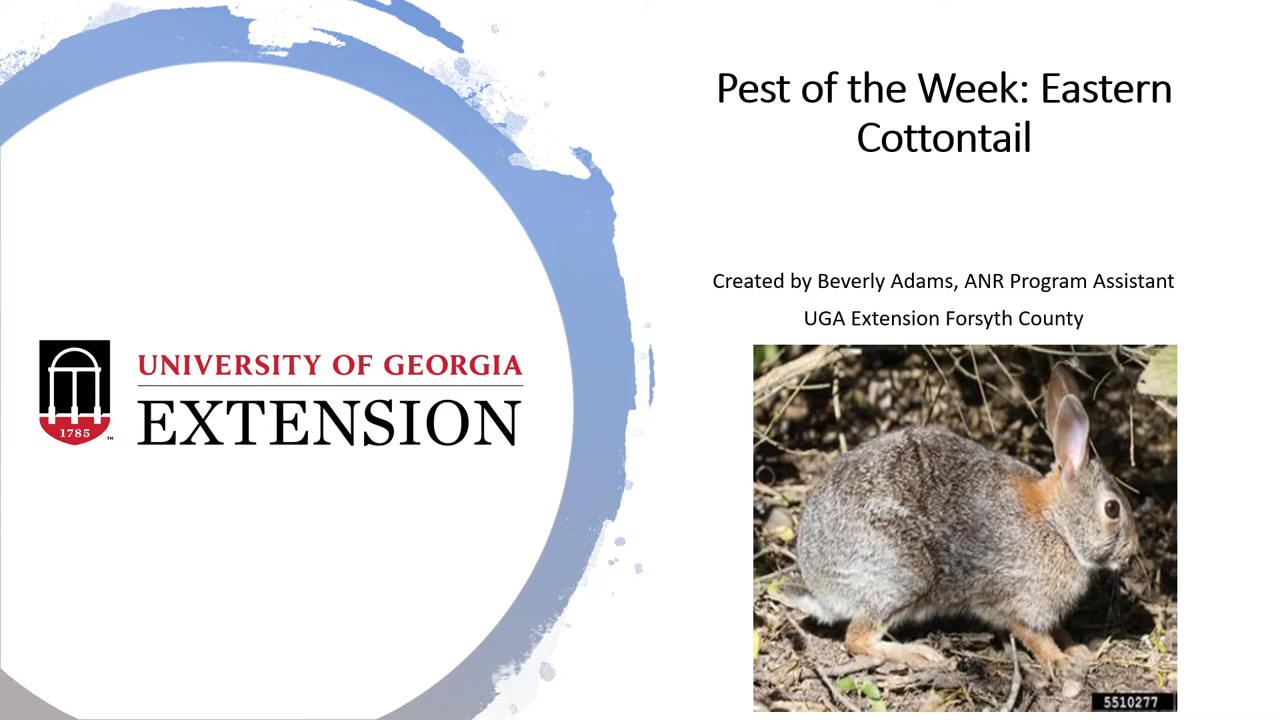 Pest of the Week: Eastern
Cottontail
Created by Beverly Adams, ANR Program Assistant
UGA Extension Forsyth County
UNIVERSITY OF GEORGIA
EXTENSION
1785
TM
5510277